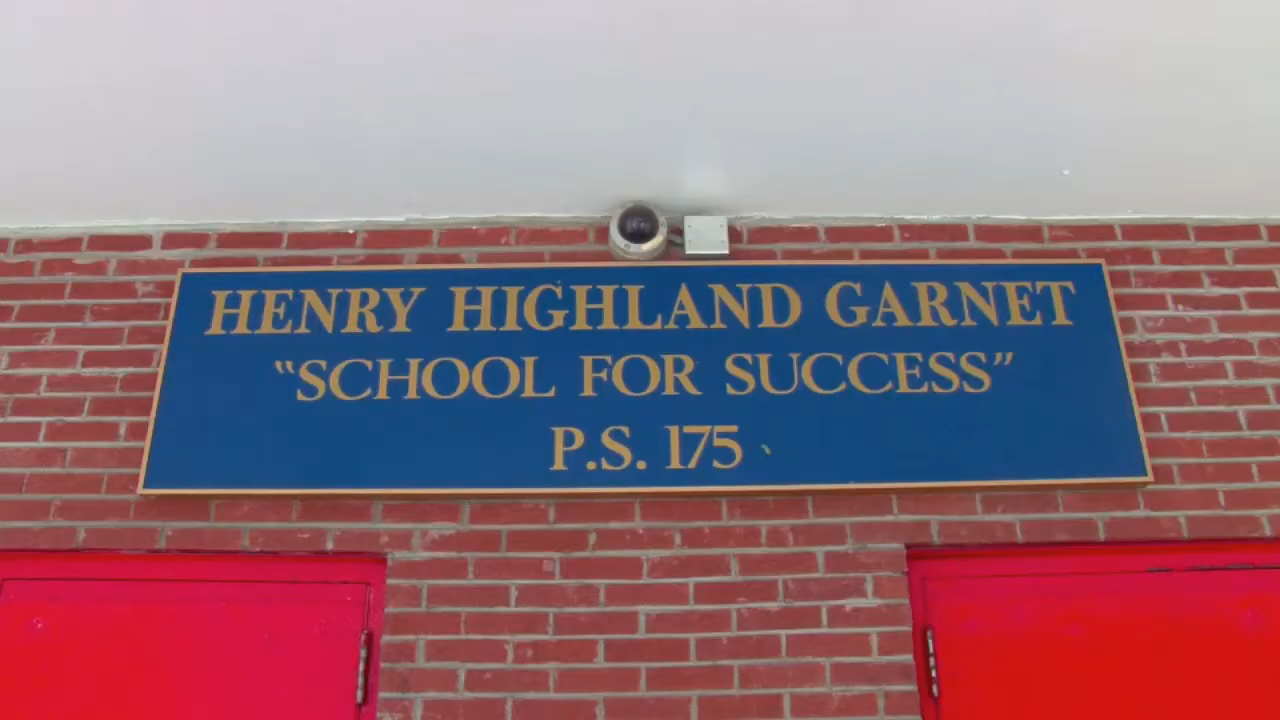 HENRY HIGHLAND GARNET
“SCHOOL FOR SUCCESS”
P.S. 175